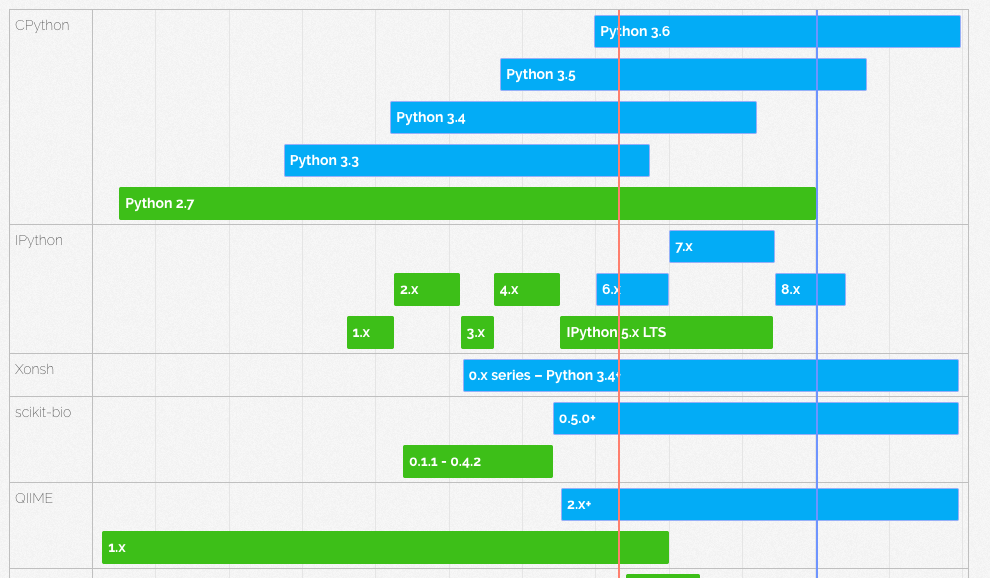 CPython
Python 3.6
Python 3.5
Python 3.4
Python 3.3
Python 2.7
IPython
7.x
2.x
4.x
6.x
8.x
1.x
3.x
IPython 5.x LTS
Xonsh
0.x series – Python 3.4+
scikit-bio
0.5.0+
0.1.1 - 0.4.2
QIIME
2.x+
1.x